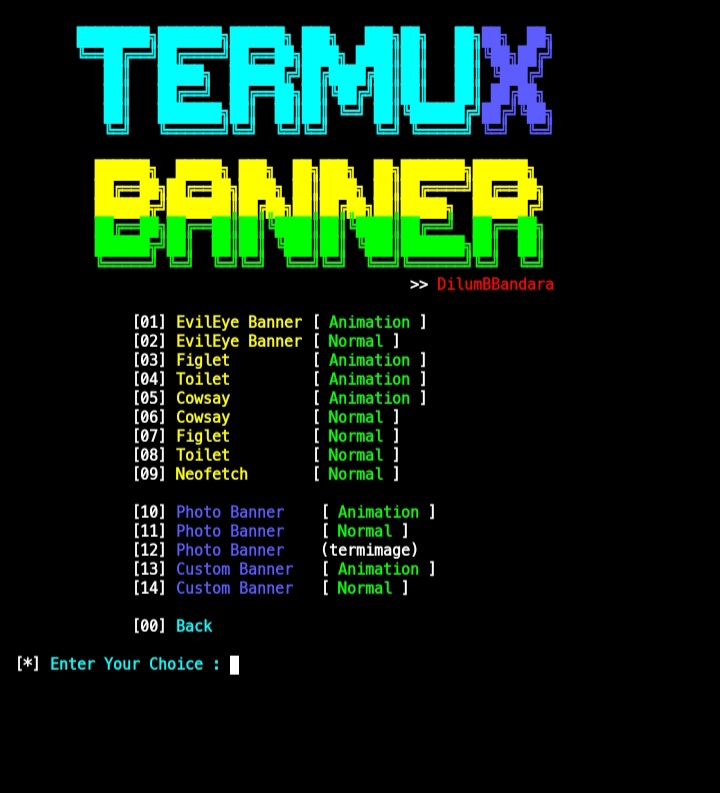 TERMUX
BANNER
>> DilumBBandara
[01] EvilEye Banner [ Animation ]
[02] EvilEye Banner [ Normal ]
[03] Figlet [ Animation ]
[04] Toilet [ Animation ]
[05] Cowsay [ Animation ]
[06] Cowsay [ Normal ]
[07] Figlet [ Normal ]
[08] Toilet [ Normal ]
[09] Neofetch [ Normal ]
[10] Photo Banner [ Animation ]
[11] Photo Banner [ Normal ]
[12] Photo Banner (termimage)
[13] Custom Banner [ Animation ]
[14] Custom Banner [ Normal ]
[00] Back
[*] Enter Your Choice :